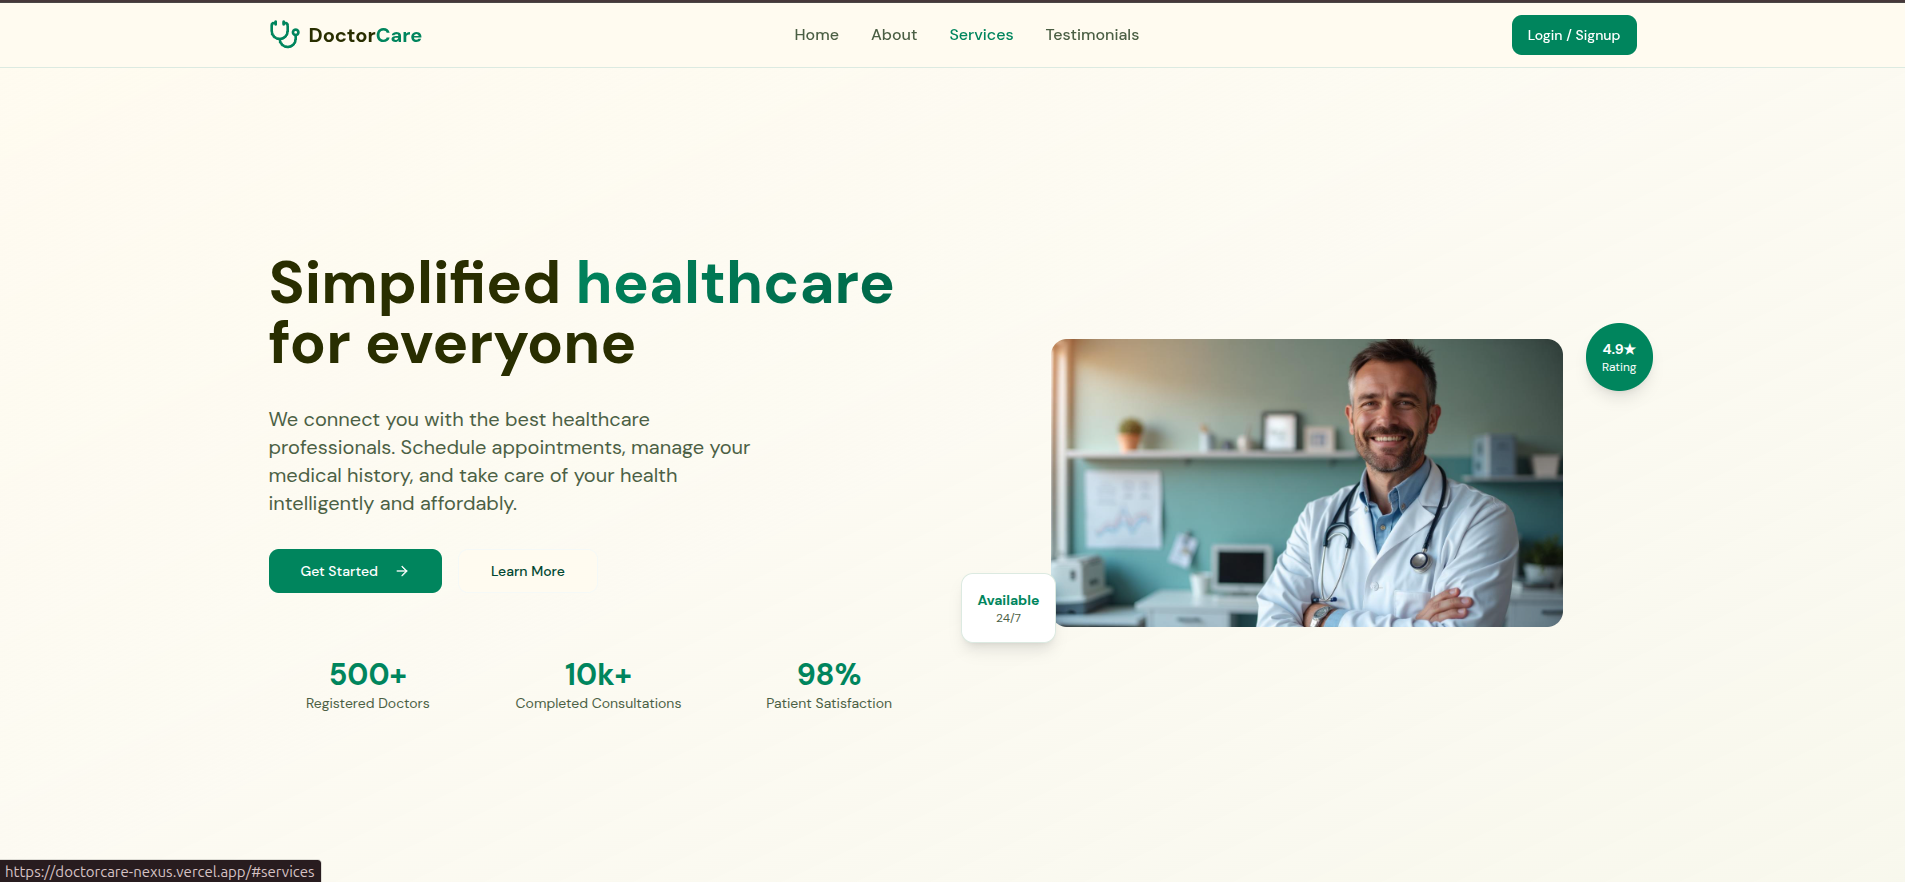 DoctorCare
Home
About
Services
Testimonials
Login / Signup
Simplified healthcare
for everyone
We connect you with the best healthcare
professionals. Schedule appointments, manage your
medical history, and take care of your health
intelligently and affordably.
Get Started →
Learn More
500+
Registered Doctors
10k+
Completed Consultations
98%
Patient Satisfaction
4.9★
Rating
Available
24/7
https://doctorcare-nexus.vercel.app/#services